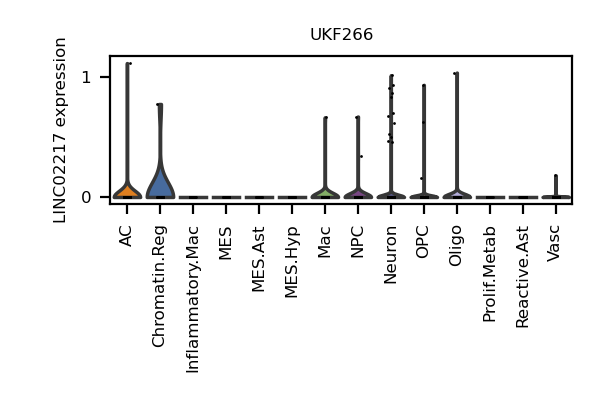 UKF266
LINC02217 expression
1
0
AC
Chromatin.Reg
Inflammatory.Mac
MES
MES.Ast
MES.Hyp
Mac
NPC
Neuron
OPC
Oligo
Prolif.Metab
Reactive.Ast
Vasc